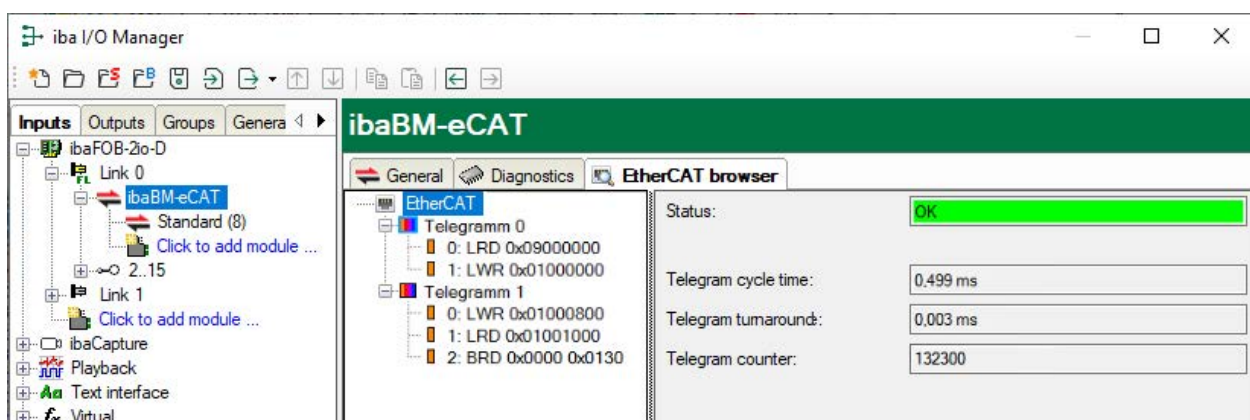 iba I/O Manager
Inputs Outputs Groups Genera
ibaFOB-2io-D
Link 0
ibaBM-eCAT
Standard (8)
Click to add module ...
2..15
Link 1
Click to add module ...
ibaCapture
Playback
Text interface
Virtual
ibaBM-eCAT
General Diagnostics EtherCAT browser
EtherCAT
Telegramm 0
0: LRD 0x09000000
1: LWR 0x01000000
Telegramm 1
0: LWR 0x01000800
1: LRD 0x01001000
2: BRD 0x0000 0x0130
Status: OK
Telegram cycle time: 0,499 ms
Telegram turnaround: 0,003 ms
Telegram counter: 132300